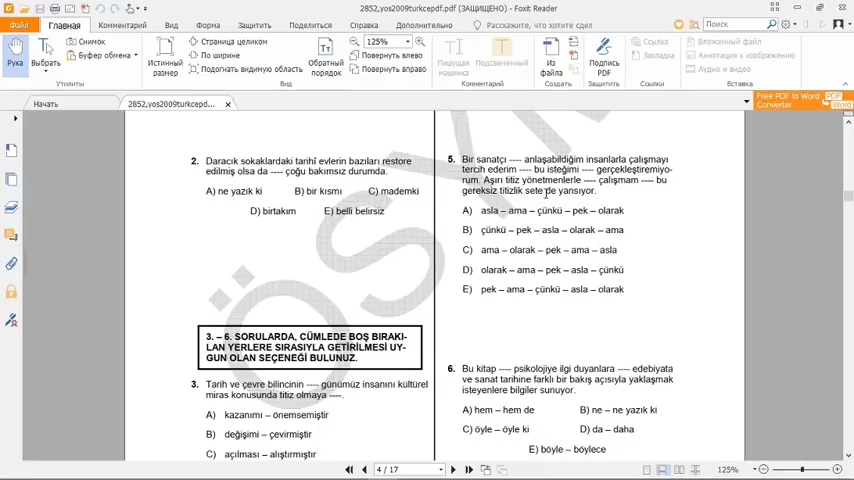 2852,yos2009turkcepdf.pdf (ЗАЩИЩЕНО) - Foxit Reader
Файл Главная Комментарий Вид Форма Защитить Поделиться Справка Дополнительно Расскажите, что хотите сдел Поиск
Рука
Выбрать
Снимок
Буфер обмена
Утилиты
Истинный размер
Страница целиком
По ширине
Подогнать видимую область
Обратный порядок
125%
Повернуть влево
Повернуть вправо
Вид
Пишущая машинка
Подсвеченный
Комментарий
Из файла
Создать
Подпись PDF
Защитить
Ссылка
Закладка
Ссылки
Вложенный файл
Аннотация к изображению
Аудио и видео
Вставить
Начать
2852,yos2009turkcepd...
Free PDF to Word Converter
PDF
Word
ÖSYM
2. Daracık sokaklardaki tarihî evlerin bazıları restore
edilmiş olsa da ---- çoğu bakımsız durumda.
A) ne yazık ki B) bir kısmı C) mademki
D) birtakım E) belli belirsiz
3. – 6. SORULARDA, CÜMLEDE BOŞ BIRAKI-
LAN YERLERE SIRASIYLA GETİRİLMESİ UY-
GUN OLAN SEÇENEĞİ BULUNUZ.
3. Tarih ve çevre bilincinin ---- günümüz insanını kültürel
miras konusunda titiz olmaya ----.
A) kazanımı – önemsemiştir
B) değişimi – çevirmiştir
C) açılması – alıştırmıştır
5. Bir sanatçı ---- anlaşabildiğim insanlarla çalışmayı
tercih ederim ---- bu isteğimi ---- gerçekleştiremiyo-
rum. Aşırı titiz yönetmenlerle ---- çalışmam ---- bu
gereksiz titizlik sete de yansıyor.
A) asla – ama – çünkü – pek – olarak
B) çünkü – pek – asla – olarak – ama
C) ama – olarak – pek – ama – asla
D) olarak – ama – pek – asla – çünkü
E) pek – ama – çünkü – asla – olarak
6. Bu kitap ---- psikolojiye ilgi duyanlara ---- edebiyata
ve sanat tarihine farklı bir bakış açısıyla yaklaşmak
isteyenlere bilgiler sunuyor.
A) hem – hem de B) ne – ne yazık ki
C) öyle – öyle ki D) da – daha
E) böyle – böylece
4 / 17
125%